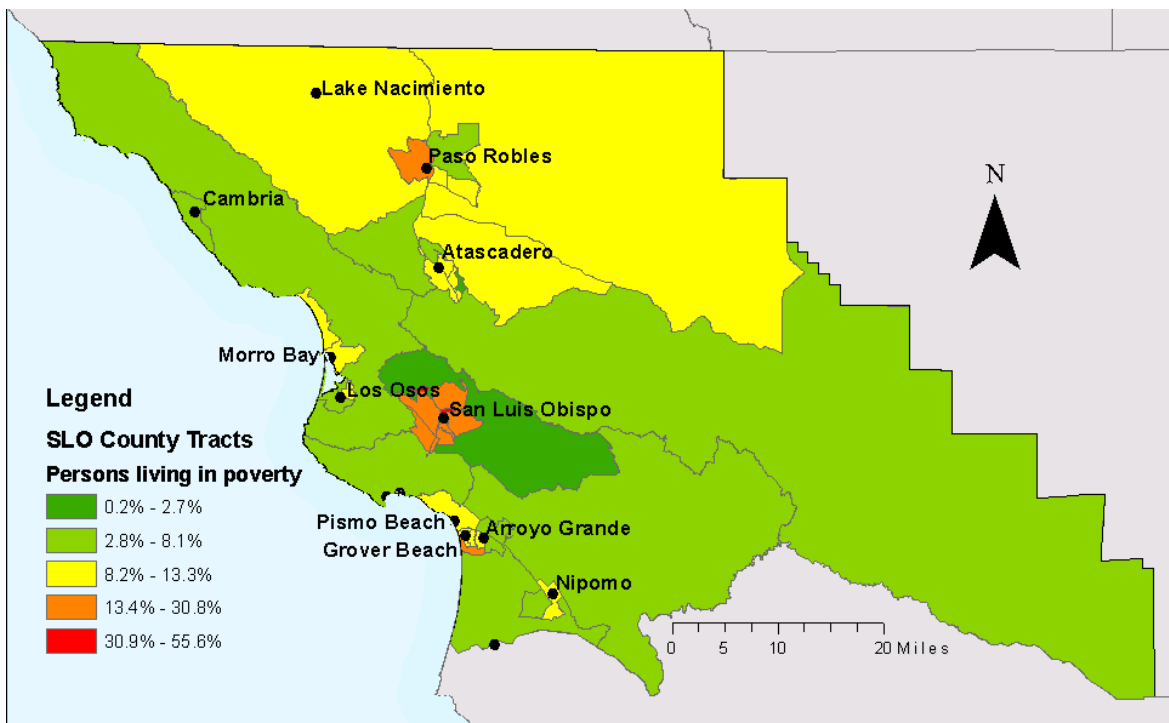 Lake Nacimiento
Paso Robles
N
Cambria
Atascadero
Morro Bay
Los Osos
San Luis Obispo
Legend
SLO County Tracts
Persons living in poverty
0.2% - 2.7%
2.8% - 8.1%
8.2% - 13.3%
13.4% - 30.8%
30.9% - 55.6%
Pismo Beach
Arroyo Grande
Grover Beach
Nipomo
0 5 10 20 Miles